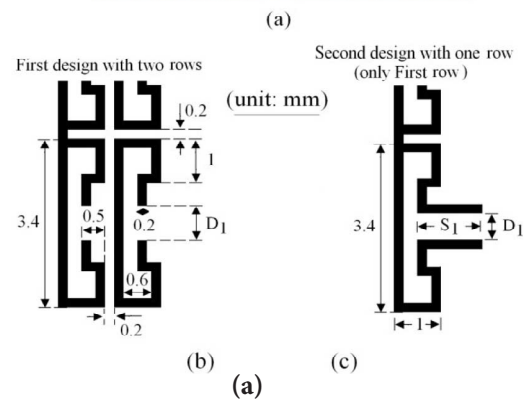 (a)
First design with two rows
Second design with one row
(only First row)
(unit: mm)
0.2
1
3.4
0.5
0.2
D1
0.6
0.2
3.4
S1
D1
1
(b)
(c)
(a)